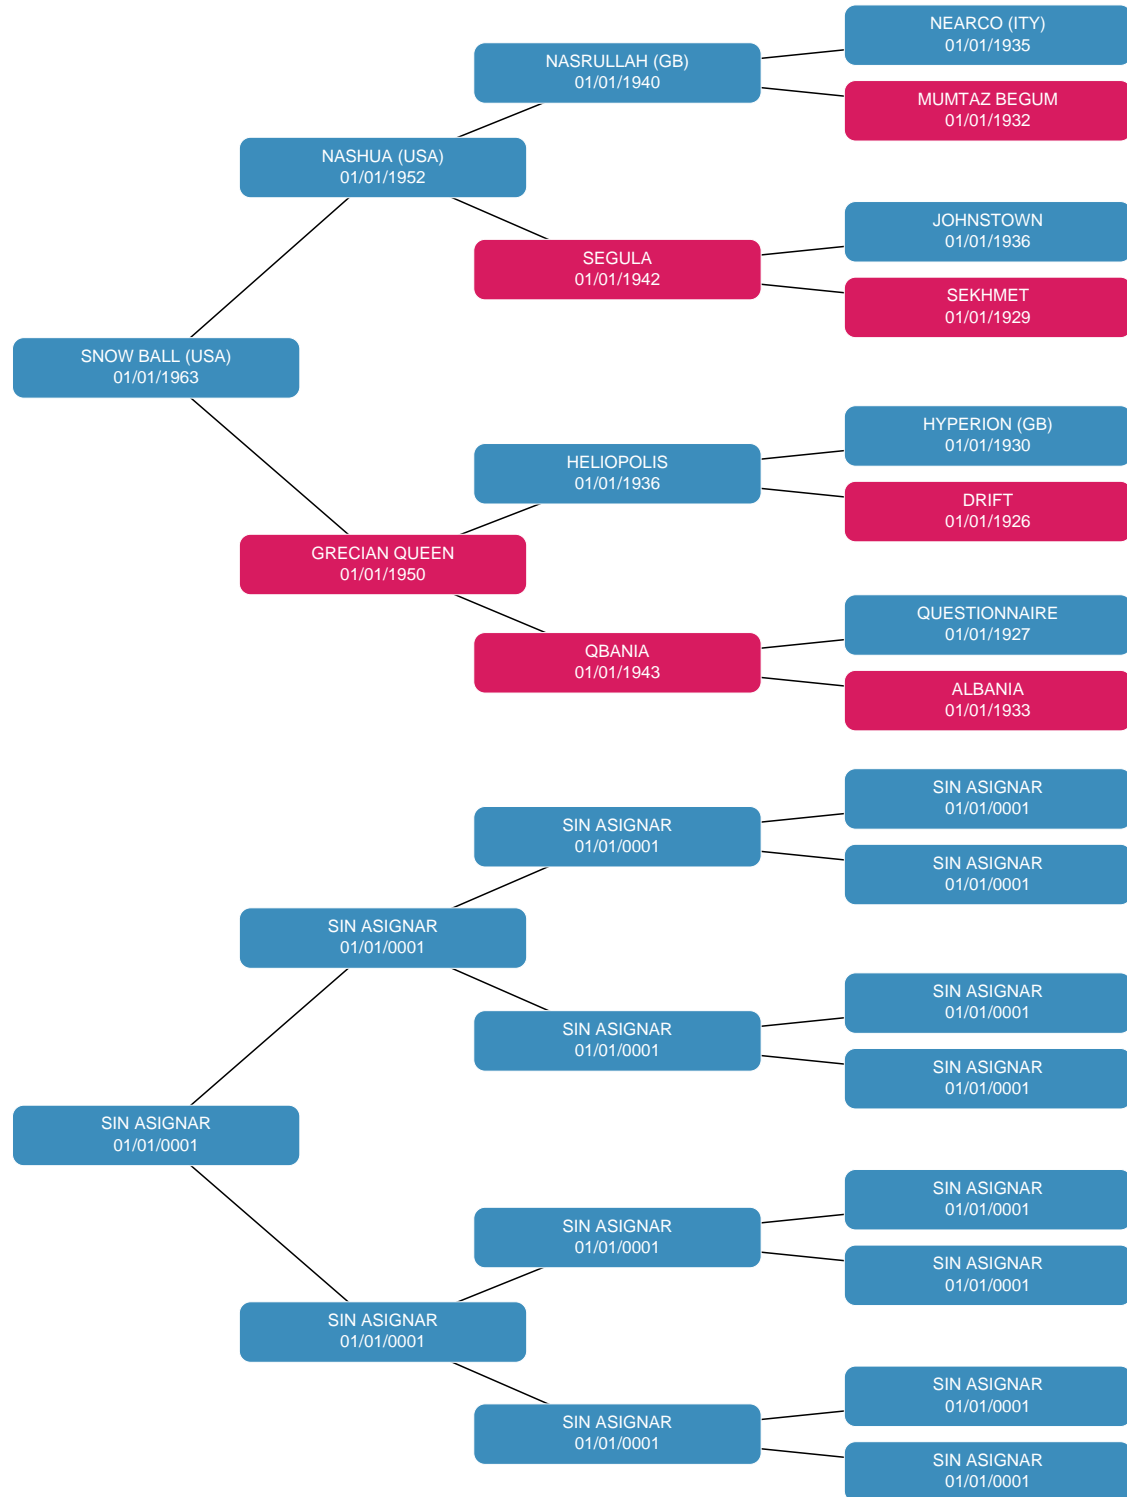 NEARCO (ITY)
01/01/1935
NASRULLAH (GB)
01/01/1940
MUMTAZ BEGUM
01/01/1932
NASHUA (USA)
01/01/1952
JOHNSTOWN
01/01/1936
SEGULA
01/01/1942
SEKHMET
01/01/1929
SNOW BALL (USA)
01/01/1963
HYPERION (GB)
01/01/1930
HELIOPOLIS
01/01/1936
DRIFT
01/01/1926
GRECIAN QUEEN
01/01/1950
QUESTIONNAIRE
01/01/1927
QBANIA
01/01/1943
ALBANIA
01/01/1933
SIN ASIGNAR
01/01/0001
SIN ASIGNAR
01/01/0001
SIN ASIGNAR
01/01/0001
SIN ASIGNAR
01/01/0001
SIN ASIGNAR
01/01/0001
SIN ASIGNAR
01/01/0001
SIN ASIGNAR
01/01/0001
SIN ASIGNAR
01/01/0001
SIN ASIGNAR
01/01/0001
SIN ASIGNAR
01/01/0001
SIN ASIGNAR
01/01/0001
SIN ASIGNAR
01/01/0001
SIN ASIGNAR
01/01/0001
SIN ASIGNAR
01/01/0001
SIN ASIGNAR
01/01/0001